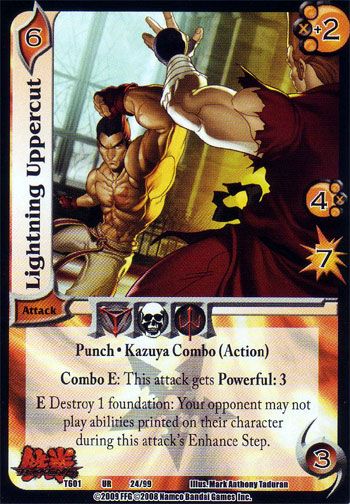 6
+2
Lightning Uppercut
4
7
Attack
Punch • Kazuya Combo (Action)
Combo E: This attack gets Powerful: 3
E Destroy 1 foundation: Your opponent may not
play abilities printed on their character
during this attack's Enhance Step.
3
T601 UR 24/99 Illus. Mark Anthony Taduran
©2009 FFG ©2008 Namco Bandai Games Inc.